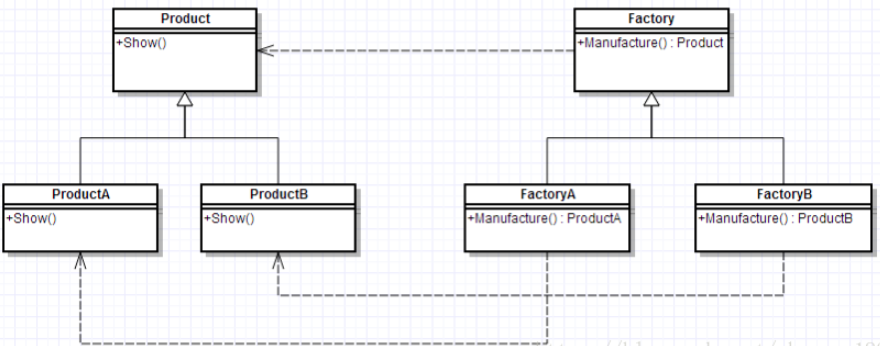 Product
+Show()
Factory
+Manufacture() : Product
ProductA
+Show()
ProductB
+Show()
FactoryA
+Manufacture() : ProductA
FactoryB
+Manufacture() : ProductB